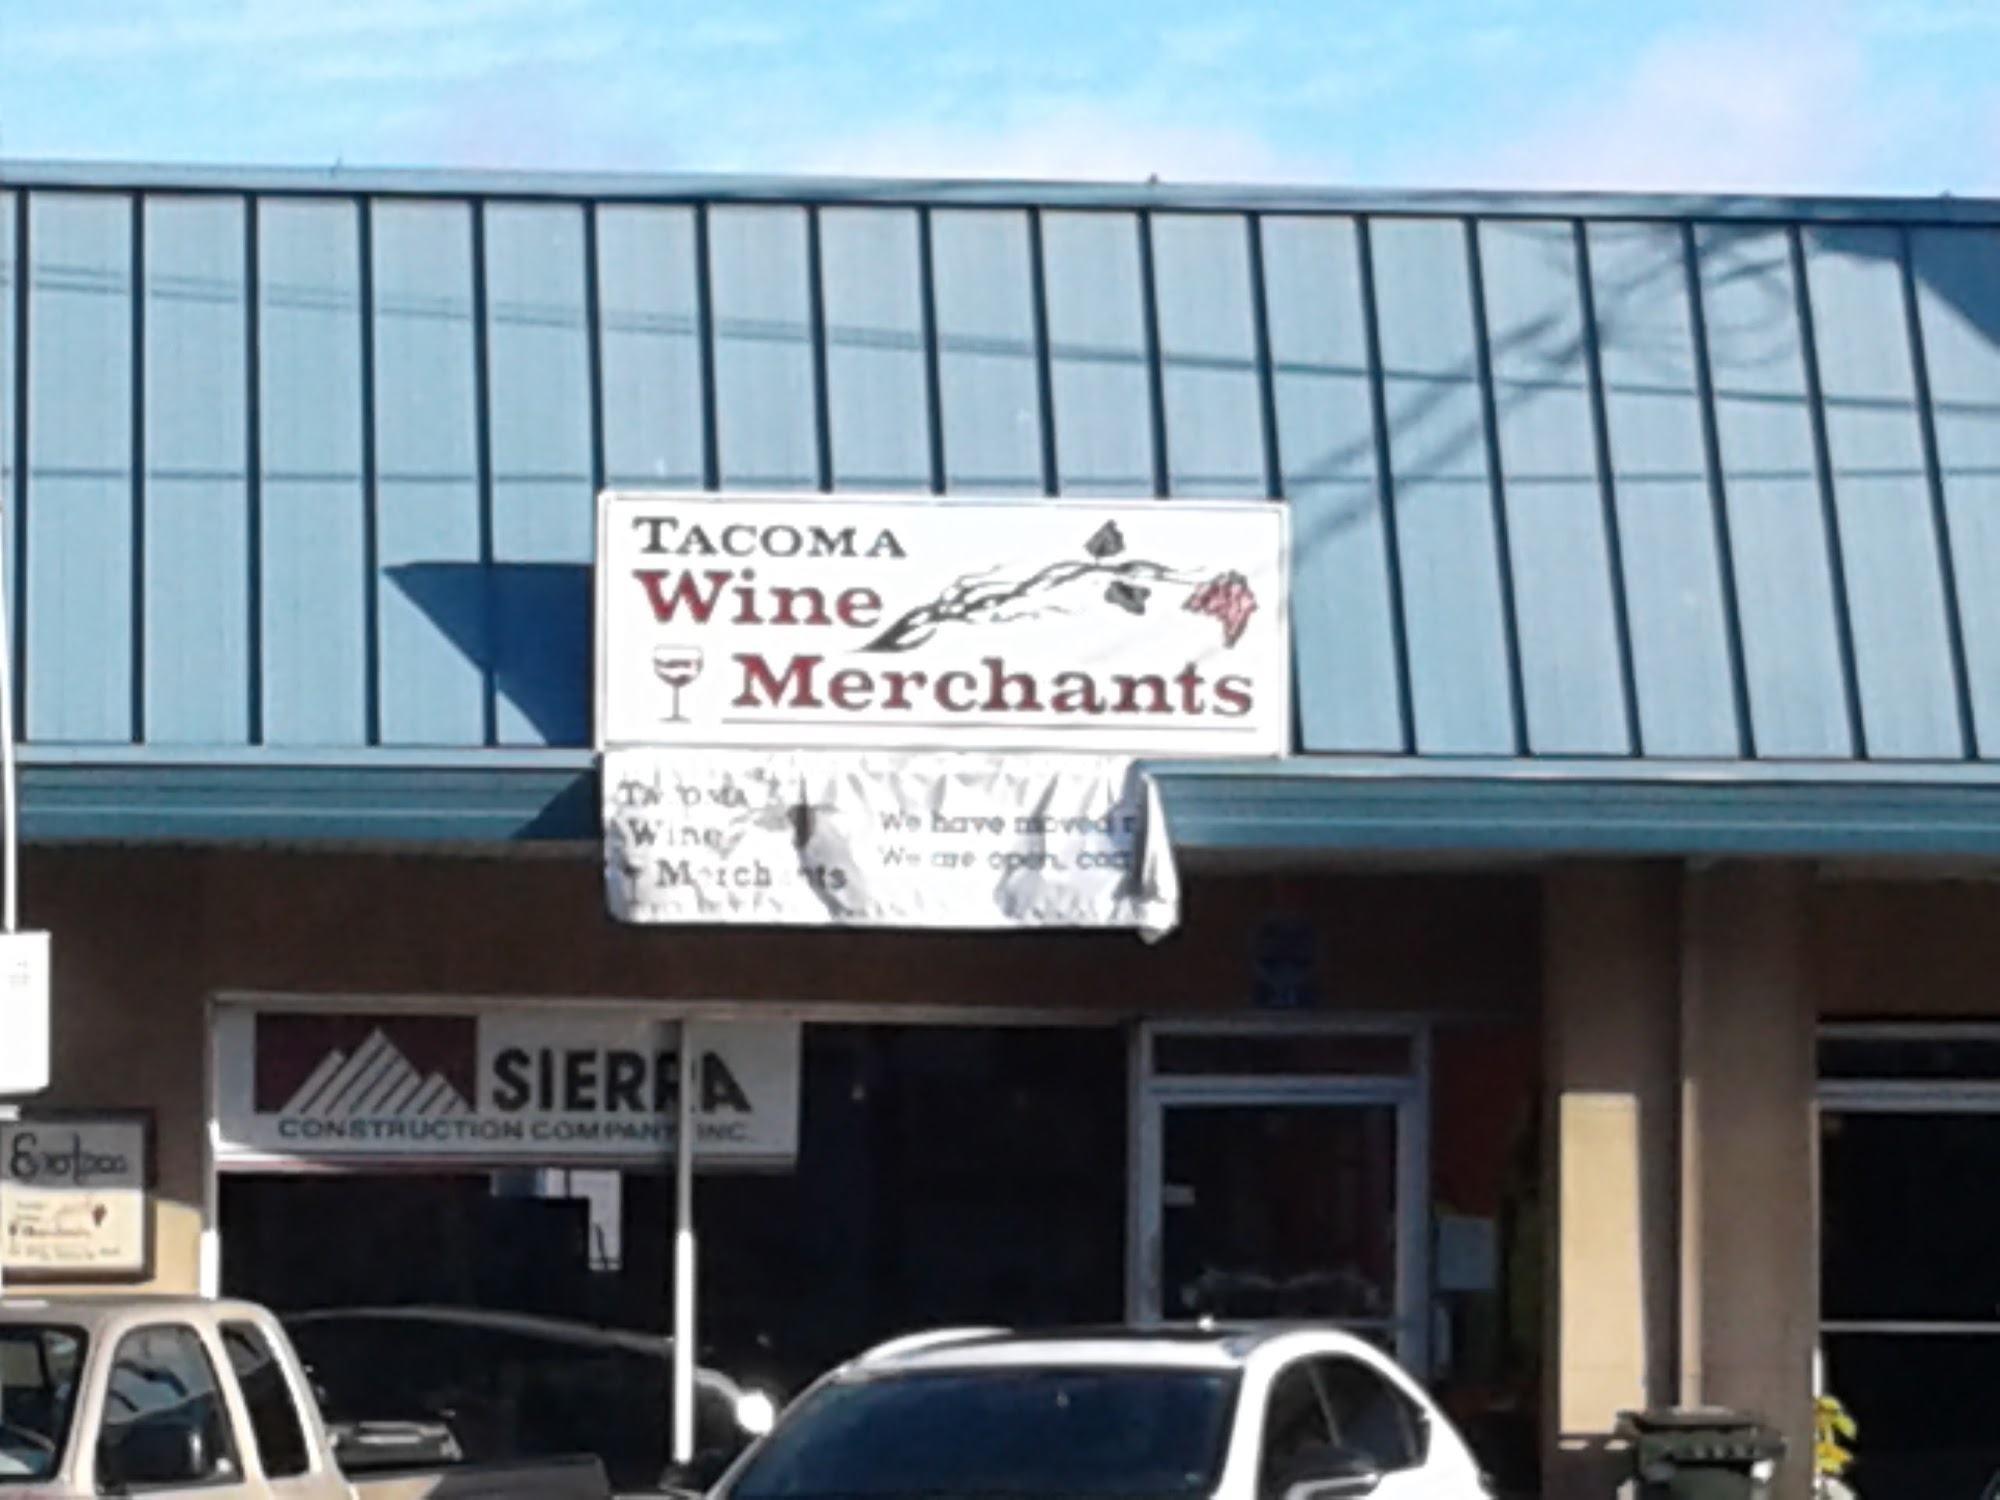 TACOMA
Wine
Merchants
Tacoma
Wine
Merchants
We have moved
We are open,
SIERRA
CONSTRUCTION COMPANY, INC.